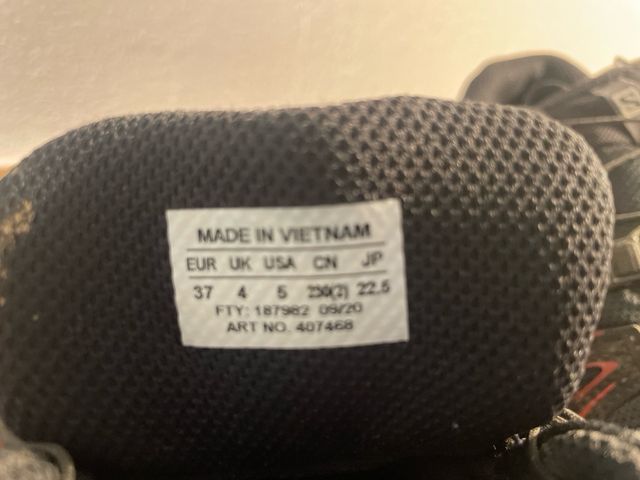 MADE IN VIETNAM
EUR UK USA CN JP
37 4 5 230(2) 22.5
FTY: 187982 09/20
ART NO. 407468